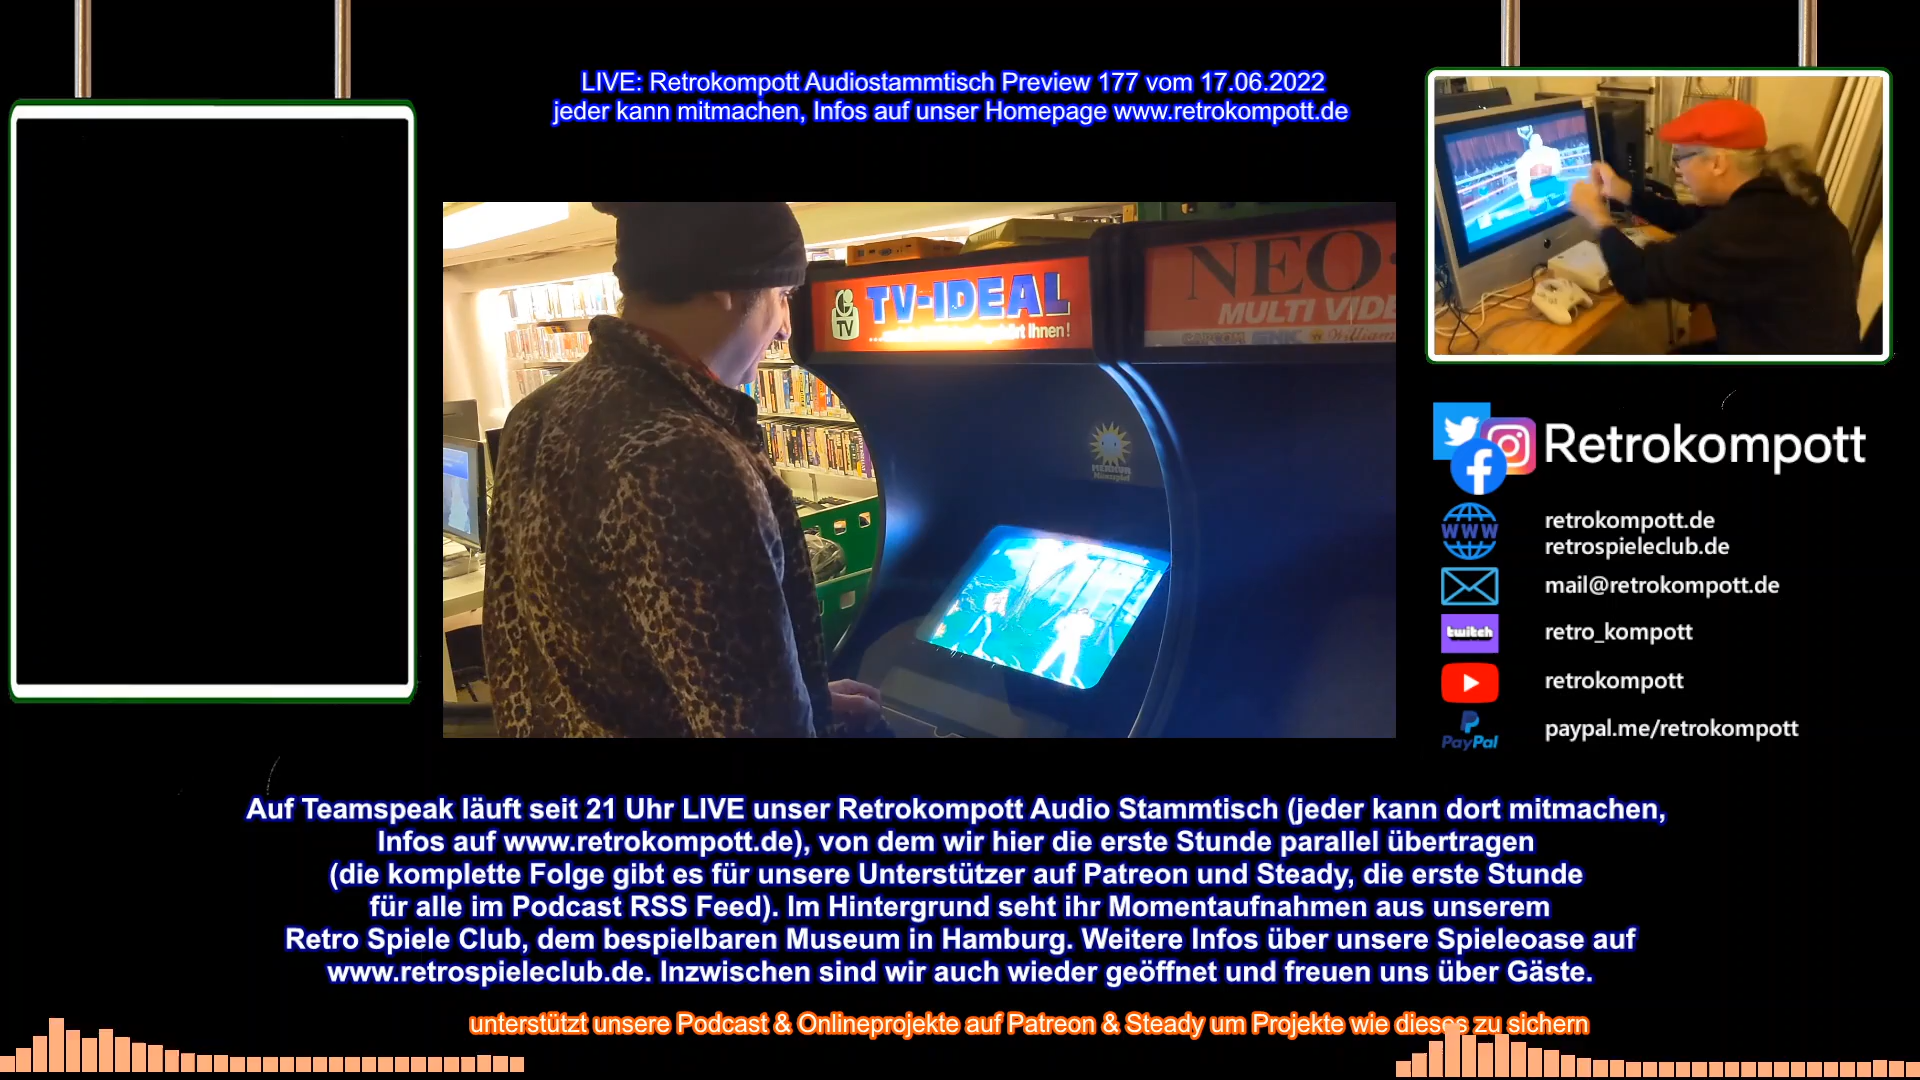 LIVE: Retrokompott Audiostammtisch Preview 177 vom 17.06.2022
jeder kann mitmachen, Infos auf unser Homepage www.retrokompott.de
TV-IDEAL
TV
Ihnen!
NEO
MULTI VIDE
CAPCOM SNK Williams
MERKUR
Retrokompott
WWW
retrokompott.de
retrospieleclub.de
mail@retrokompott.de
twitch
retro_kompott
retrokompott
PayPal
paypal.me/retrokompott
Auf Teamspeak läuft seit 21 Uhr LIVE unser Retrokompott Audio Stammtisch (jeder kann dort mitmachen,
Infos auf www.retrokompott.de), von dem wir hier die erste Stunde parallel übertragen
(die komplette Folge gibt es für unsere Unterstützer auf Patreon und Steady, die erste Stunde
für alle im Podcast RSS Feed). Im Hintergrund seht ihr Momentaufnahmen aus unserem
Retro Spiele Club, dem bespielbaren Museum in Hamburg. Weitere Infos über unsere Spieleoase auf
www.retrospieleclub.de. Inzwischen sind wir auch wieder geöffnet und freuen uns über Gäste.
unterstützt unsere Podcast & Onlineprojekte auf Patreon & Steady um Projekte wie dieses zu sichern